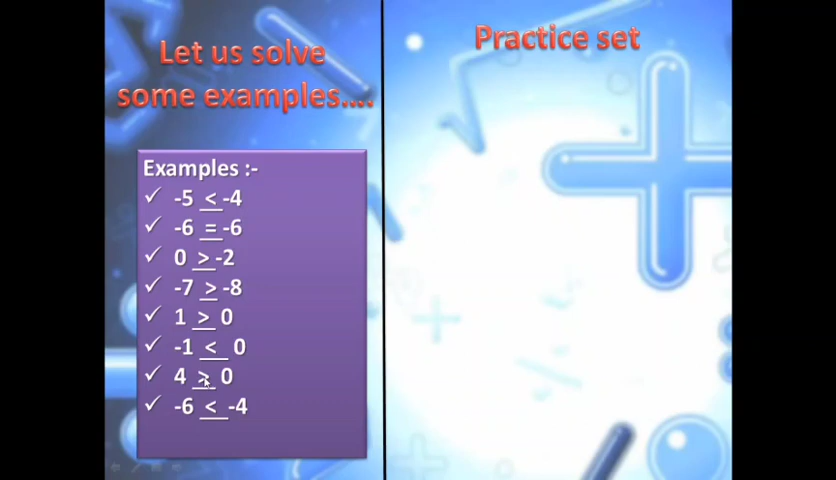 Let us solve
some examples....
Examples :-
✓ -5 < -4
✓ -6 = -6
✓ 0 > -2
✓ -7 > -8
✓ 1 > 0
✓ -1 < 0
✓ 4 > 0
✓ -6 < -4
Practice set